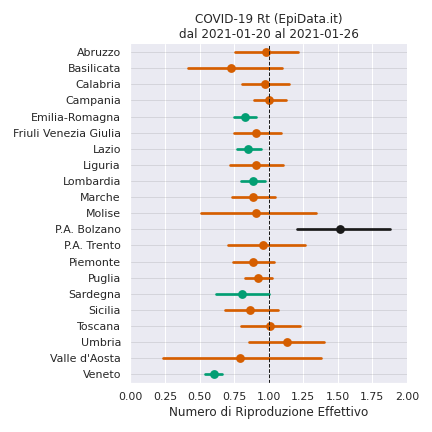 COVID-19 Rt (EpiData.it)
dal 2021-01-20 al 2021-01-26
Abruzzo
Basilicata
Calabria
Campania
Emilia-Romagna
Friuli Venezia Giulia
Lazio
Liguria
Lombardia
Marche
Molise
P.A. Bolzano
P.A. Trento
Piemonte
Puglia
Sardegna
Sicilia
Toscana
Umbria
Valle d'Aosta
Veneto
0.00 0.25 0.50 0.75 1.00 1.25 1.50 1.75 2.00
Numero di Riproduzione Effettivo